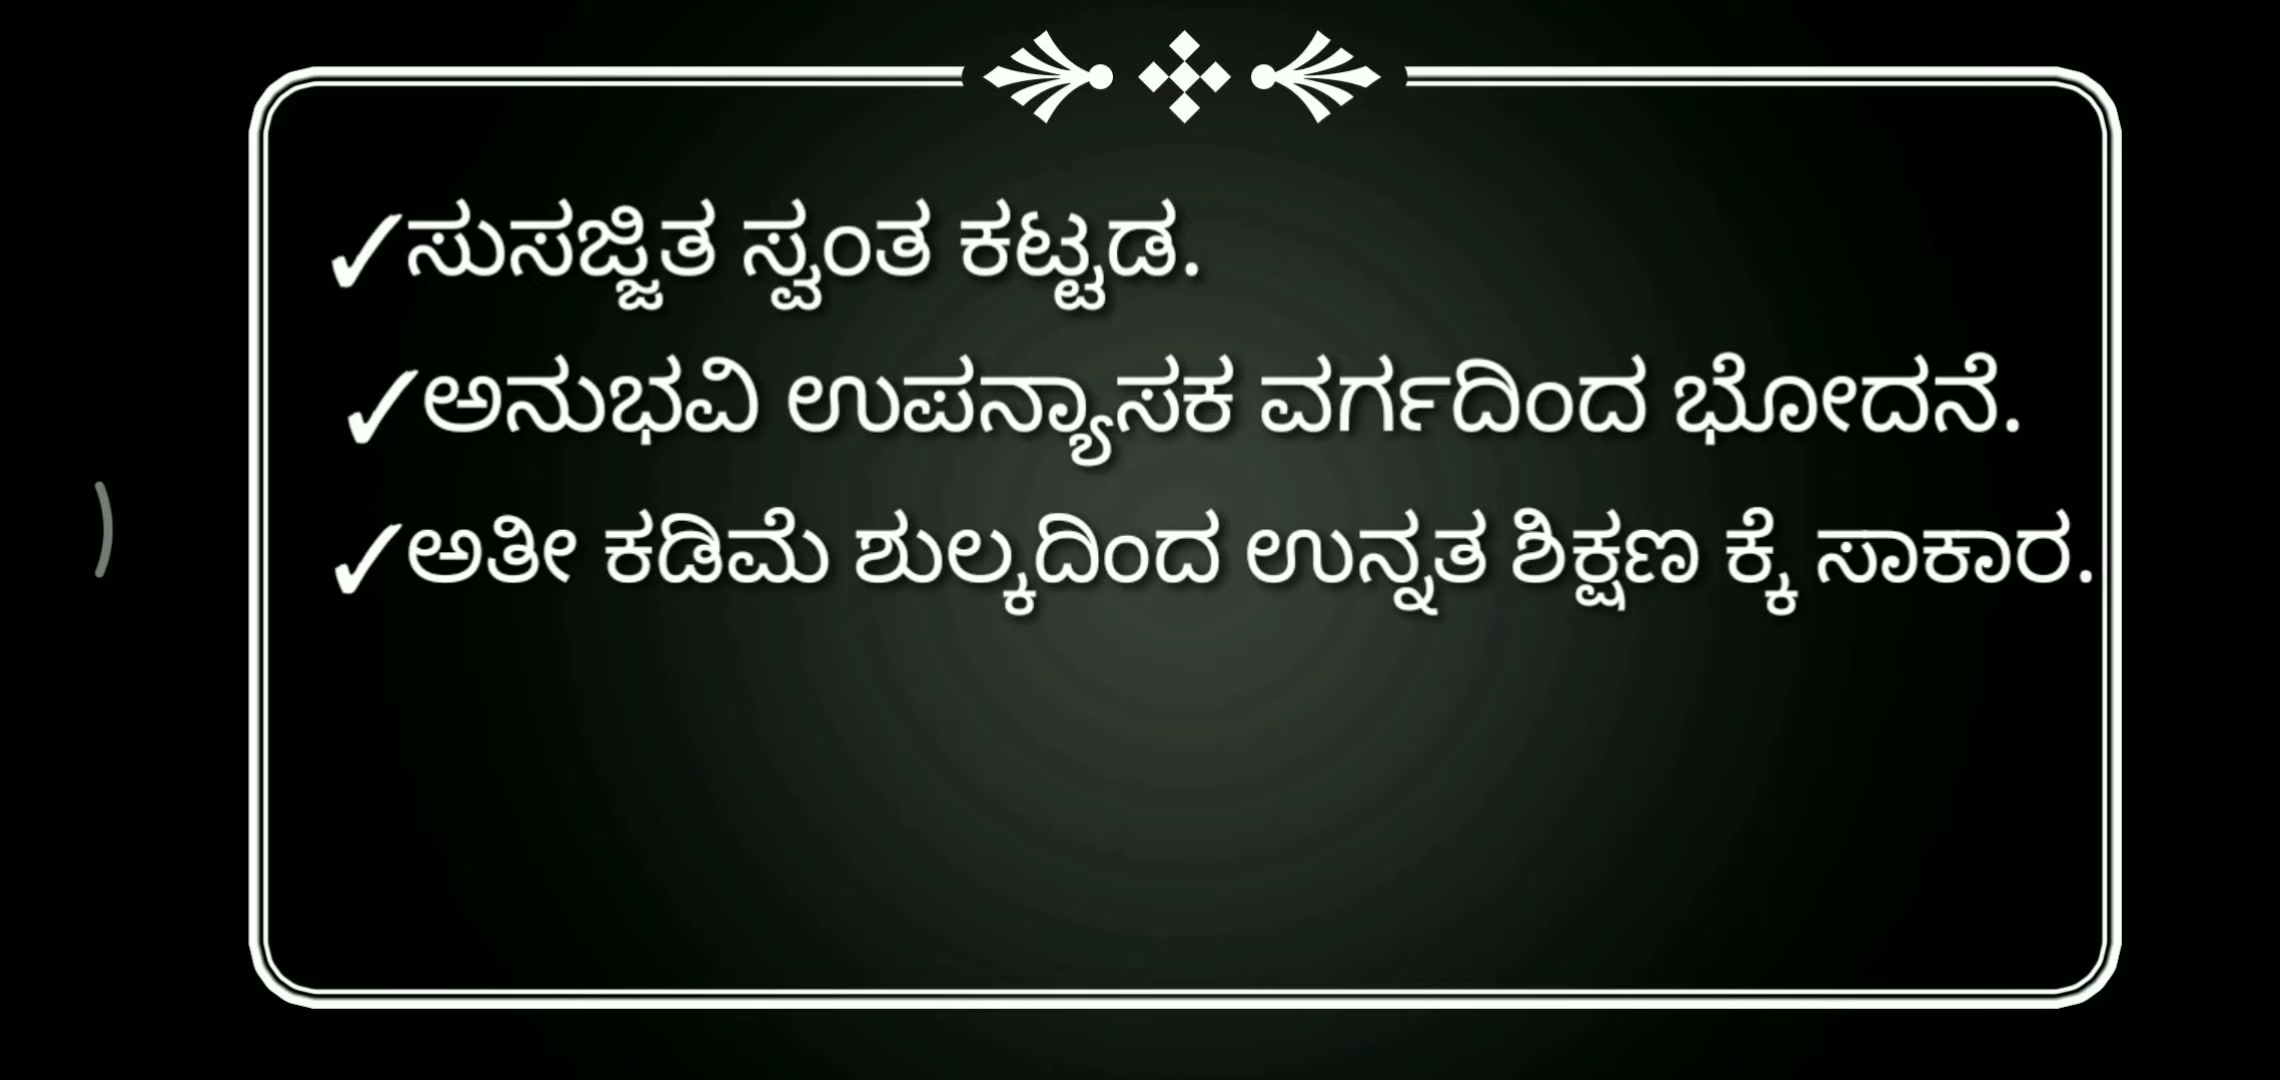 ✓ಸುಸಜ್ಜಿತ ಸ್ವಂತ ಕಟ್ಟಡ.
✓ಅನುಭವಿ ಉಪನ್ಯಾಸಕ ವರ್ಗದಿಂದ ಭೋದನೆ.
✓ಅತೀ ಕಡಿಮೆ ಶುಲ್ಕದಿಂದ ಉನ್ನತ ಶಿಕ್ಷಣ ಕ್ಕೆ ಸಾಕಾರ.